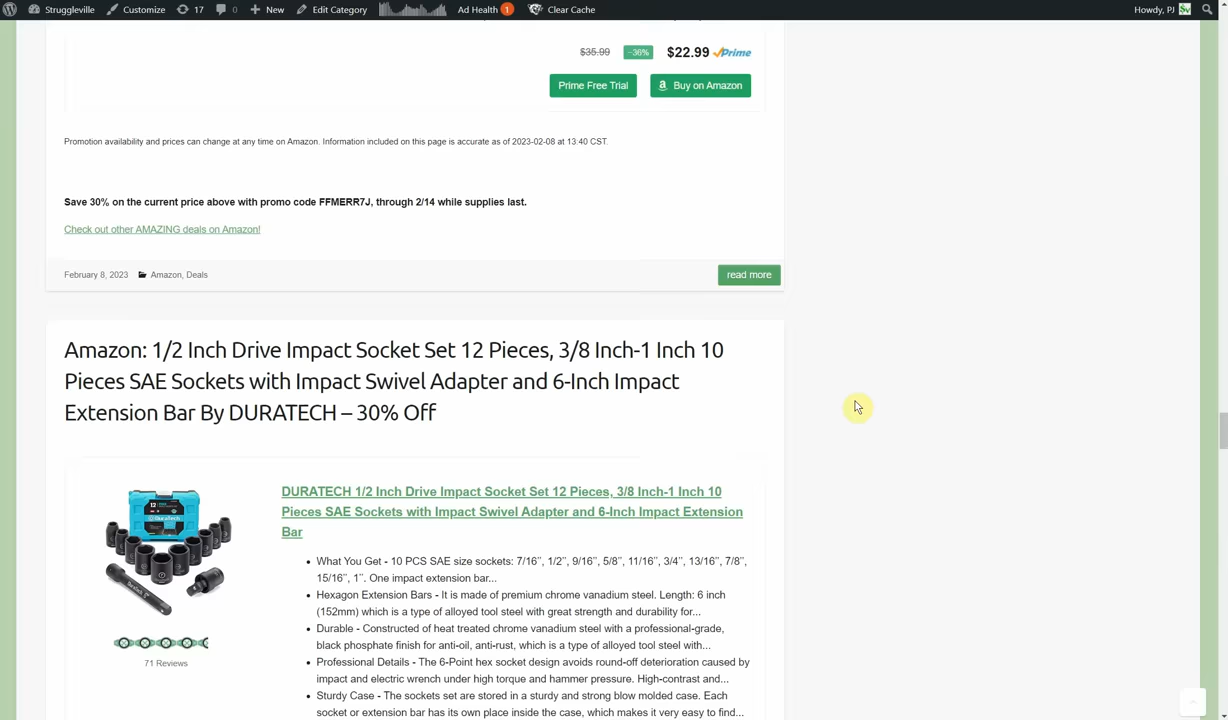 Struggleville Customize 17 0 New Edit Category Ad Health 1 Clear Cache Howdy, PJ
$35.99 −36% $22.99 Prime
Prime Free Trial Buy on Amazon
Promotion availability and prices can change at any time on Amazon. Information included on this page is accurate as of 2023-02-08 at 13:40 CST.
Save 30% on the current price above with promo code FFMERR7J, through 2/14 while supplies last.
Check out other AMAZING deals on Amazon!
February 8, 2023 Amazon, Deals read more
Amazon: 1/2 Inch Drive Impact Socket Set 12 Pieces, 3/8 Inch-1 Inch 10
Pieces SAE Sockets with Impact Swivel Adapter and 6-Inch Impact
Extension Bar By DURATECH – 30% Off
DURATECH 1/2 Inch Drive Impact Socket Set 12 Pieces, 3/8 Inch-1 Inch 10
Pieces SAE Sockets with Impact Swivel Adapter and 6-Inch Impact Extension
Bar
What You Get - 10 PCS SAE size sockets: 7/16”, 1/2”, 9/16”, 5/8”, 11/16”, 3/4”, 13/16”, 7/8”,
15/16”, 1”. One impact extension bar...
Hexagon Extension Bars - It is made of premium chrome vanadium steel. Length: 6 inch
(152mm) which is a type of alloyed tool steel with great strength and durability for...
Durable - Constructed of heat treated chrome vanadium steel with a professional-grade,
black phosphate finish for anti-oil, anti-rust, which is a type of alloyed tool steel with...
Professional Details - The 6-Point hex socket design avoids round-off deterioration caused by
impact and electric wrench under high torque and hammer pressure. High-contrast and...
Sturdy Case - The sockets set are stored in a sturdy and strong blow molded case. Each
socket or extension bar has its own place inside the case, which makes it very easy to find...
71 Reviews